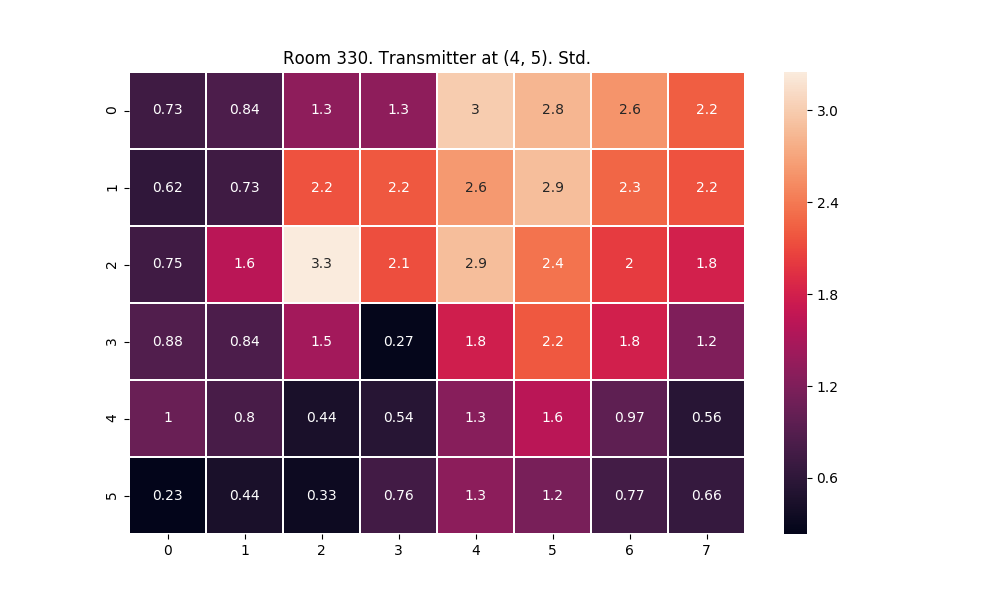 Room 330. Transmitter at (4, 5). Std.
0 0.73 0.84 1.3 1.3 3 2.8 2.6 2.2
1 0.62 0.73 2.2 2.2 2.6 2.9 2.3 2.2
2 0.75 1.6 3.3 2.1 2.9 2.4 2 1.8
3 0.88 0.84 1.5 0.27 1.8 2.2 1.8 1.2
4 1 0.8 0.44 0.54 1.3 1.6 0.97 0.56
5 0.23 0.44 0.33 0.76 1.3 1.2 0.77 0.66
0 1 2 3 4 5 6 7
3.0
2.4
1.8
1.2
0.6